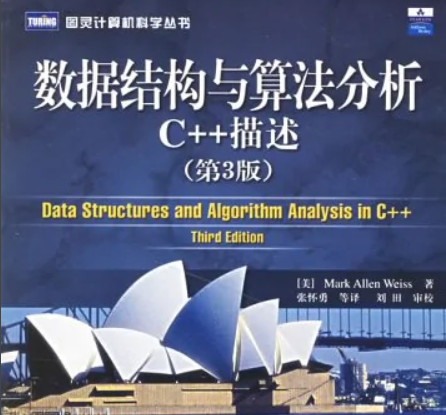 TURING 图灵计算机科学丛书
数据结构与算法分析
C++描述
（第3版）
Data Structures and Algorithm Analysis in C++
Third Edition
[美] Mark Allen Weiss 著
张怀勇 等译 刘田 审校